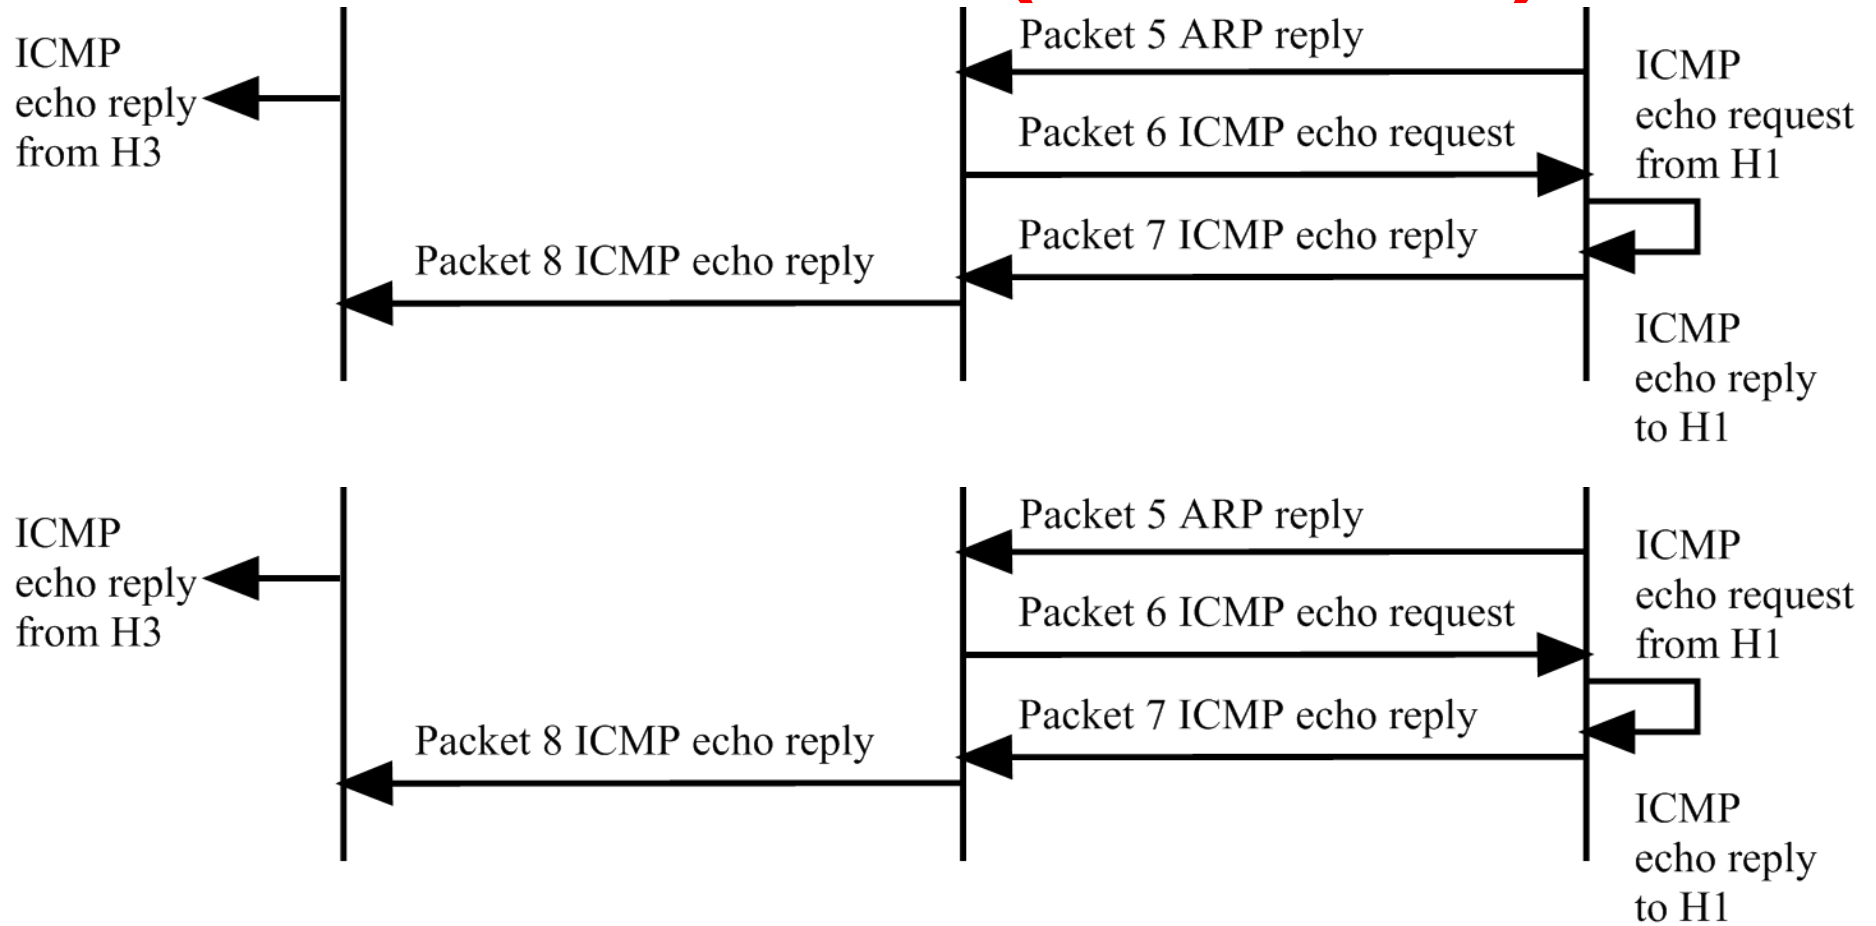 Packet 5 ARP reply
ICMP
echo reply
from H3
ICMP
echo request
from H1
Packet 6 ICMP echo request
Packet 7 ICMP echo reply
Packet 8 ICMP echo reply
ICMP
echo reply
to H1
Packet 5 ARP reply
ICMP
echo reply
from H3
ICMP
echo request
from H1
Packet 6 ICMP echo request
Packet 7 ICMP echo reply
Packet 8 ICMP echo reply
ICMP
echo reply
to H1